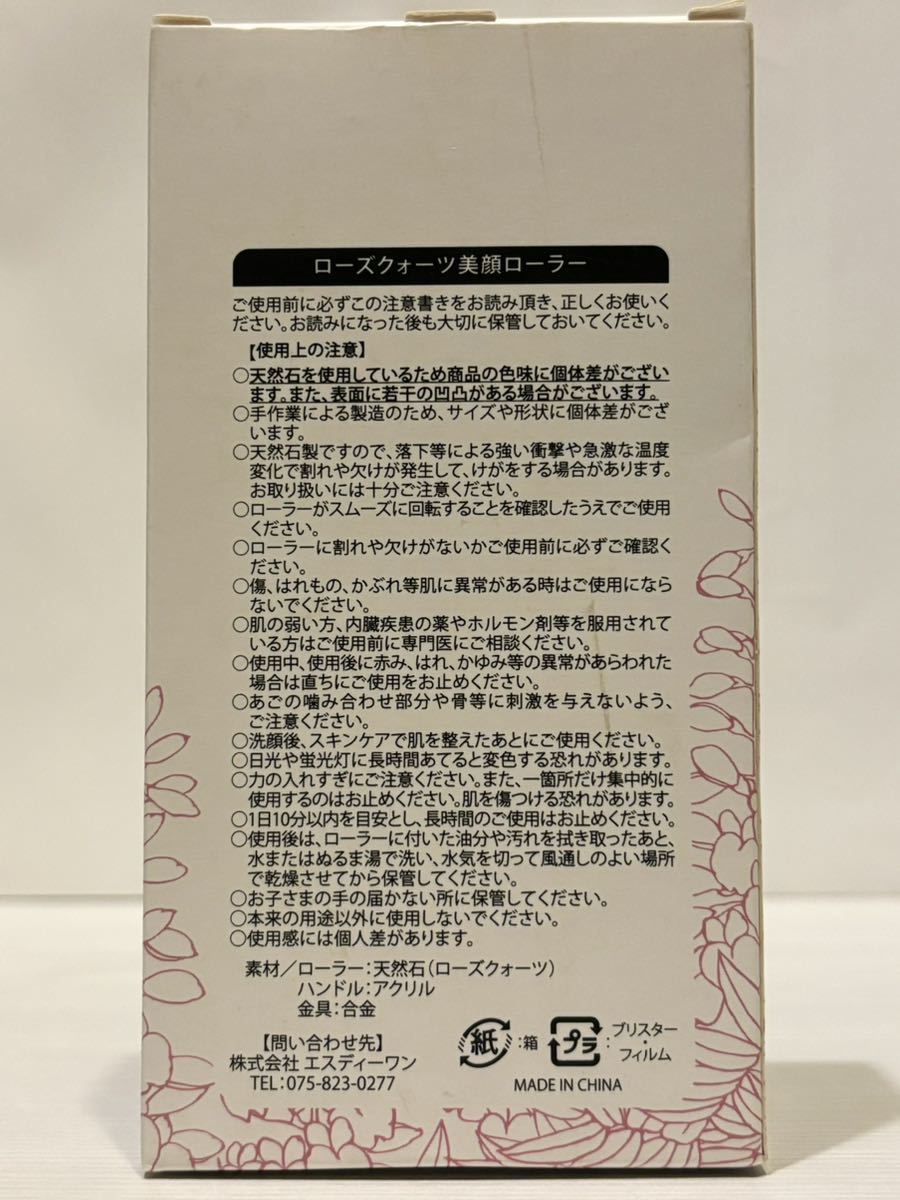 ローズクォーツ美顔ローラー
ご使用前に必ずこの注意書きをお読み頂き、正しくお使いく
ださい。お読みになった後も大切に保管しておいてください。
【使用上の注意】
○天然石を使用しているため商品の色味に個体差がござい
ます。また、表面に若干の凹凸がある場合がございます。
○手作業による製造のため、サイズや形状に個体差がござ
います。
○天然石製ですので、落下等による強い衝撃や急激な温度
変化で割れや欠けが発生して、けがをする場合があります。
お取り扱いには十分ご注意ください。
○ローラーがスムーズに回転することを確認したうえでご使用
ください。
○ローラーに割れや欠けがないかご使用前に必ずご確認く
ださい。
○傷、はれもの、かぶれ等肌に異常がある時はご使用になら
ないでください。
○肌の弱い方、内臓疾患の薬やホルモン剤等を服用されて
いる方はご使用前に専門医にご相談ください。
○使用中、使用後に赤み、はれ、かゆみ等の異常があらわれた
場合は直ちにご使用をお止めください。
○あごの噛み合わせ部分や骨等に刺激を与えないよう、
ご注意ください。
○洗顔後、スキンケアで肌を整えたあとにご使用ください。
○日光や蛍光灯に長時間あてると変色する恐れがあります。
○力の入れすぎにご注意ください。また、一箇所だけ集中的に
使用するのはお止めください。肌を傷つける恐れがあります。
○1日10分以内を目安とし、長時間のご使用はお止めください。
○使用後は、ローラーに付いた油分や汚れを拭き取ったあと、
水またはぬるま湯で洗い、水気を切って風通しのよい場所
で乾燥させてから保管してください。
○お子さまの手の届かない所に保管してください。
○本来の用途以外に使用しないでください。
○使用感には個人差があります。
素材/ローラー:天然石(ローズクォーツ)
ハンドル:アクリル
金具:合金
【問い合わせ先】
株式会社 エスディーワン
TEL:075-823-0277
紙 :箱
プラ :ブリスター・フィルム
MADE IN CHINA